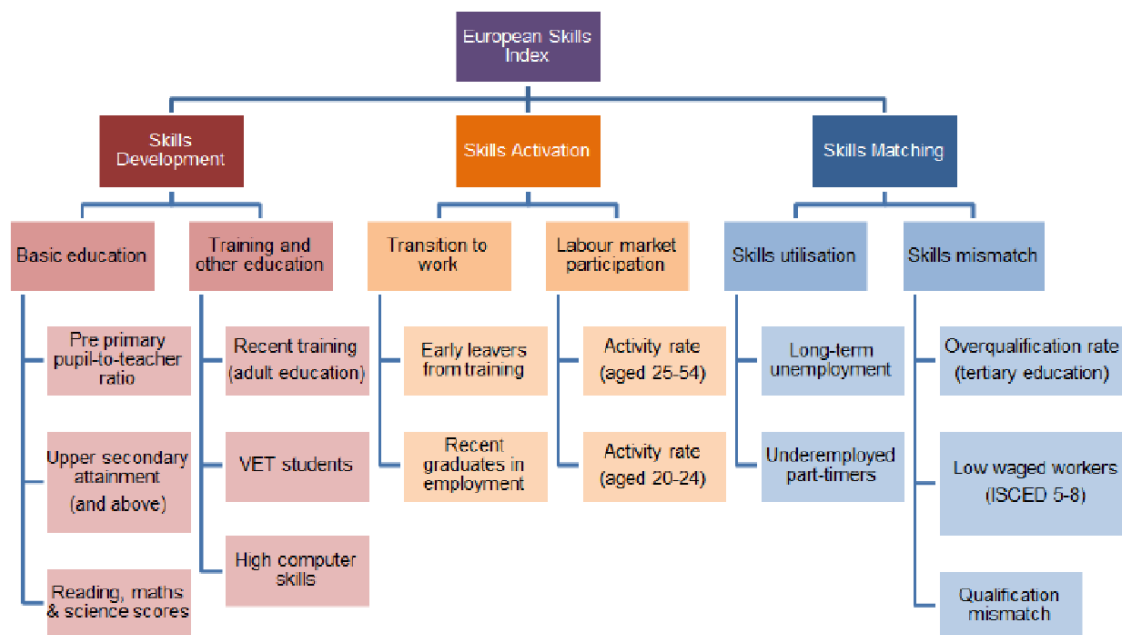 European Skills
Index
Skills
Development
Skills Activation
Skills Matching
Basic education
Training and
other education
Transition to
work
Labour market
participation
Skills utilisation
Skills mismatch
Pre primary
pupil-to-teacher
ratio
Recent training
(adult education)
Early leavers
from training
Activity rate
(aged 25-54)
Long-term
unemployment
Overqualification rate
(tertiary education)
Upper secondary
attainment
(and above)
VET students
Recent
graduates in
employment
Activity rate
(aged 20-24)
Underemployed
part-timers
Low waged workers
(ISCED 5-8)
Reading, maths
& science scores
High computer
skills
Qualification
mismatch